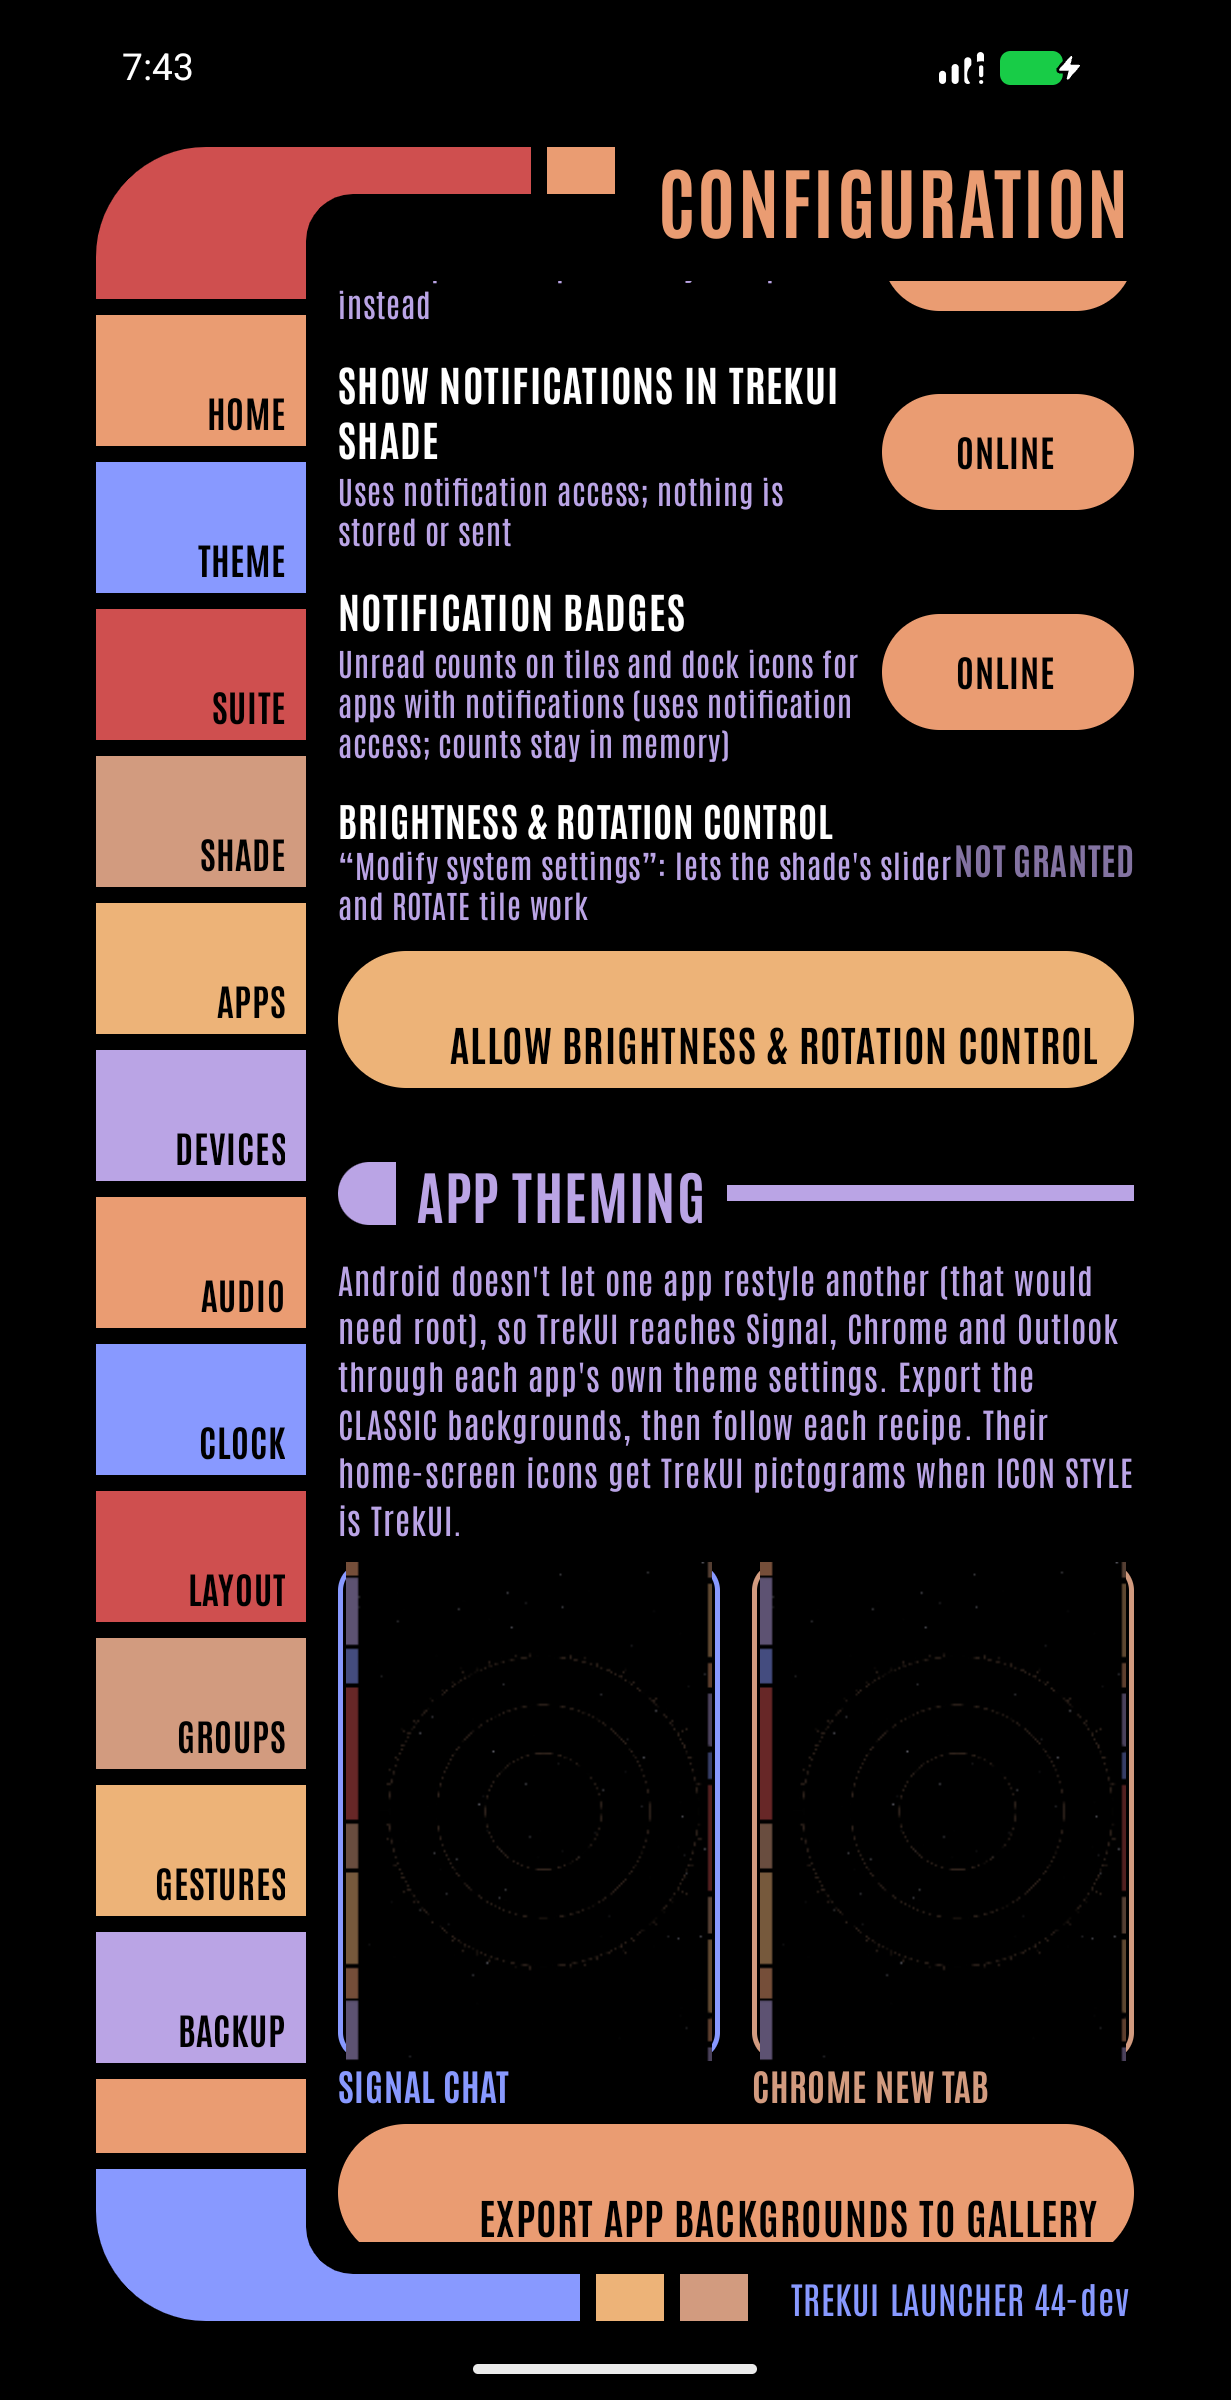 7:43
CONFIGURATION
instead
SHOW NOTIFICATIONS IN TREKUI
SHADE
Uses notification access; nothing is
stored or sent
ONLINE
NOTIFICATION BADGES
Unread counts on tiles and dock icons for
apps with notifications (uses notification
access; counts stay in memory)
ONLINE
BRIGHTNESS & ROTATION CONTROL
“Modify system settings”: lets the shade's slider
and ROTATE tile work
NOT GRANTED
ALLOW BRIGHTNESS & ROTATION CONTROL
APP THEMING
Android doesn't let one app restyle another (that would
need root), so TrekUI reaches Signal, Chrome and Outlook
through each app's own theme settings. Export the
CLASSIC backgrounds, then follow each recipe. Their
home-screen icons get TrekUI pictograms when ICON STYLE
is TrekUI.
SIGNAL CHAT
CHROME NEW TAB
EXPORT APP BACKGROUNDS TO GALLERY
HOME
THEME
SUITE
SHADE
APPS
DEVICES
AUDIO
CLOCK
LAYOUT
GROUPS
GESTURES
BACKUP
TREKUI LAUNCHER 44-dev